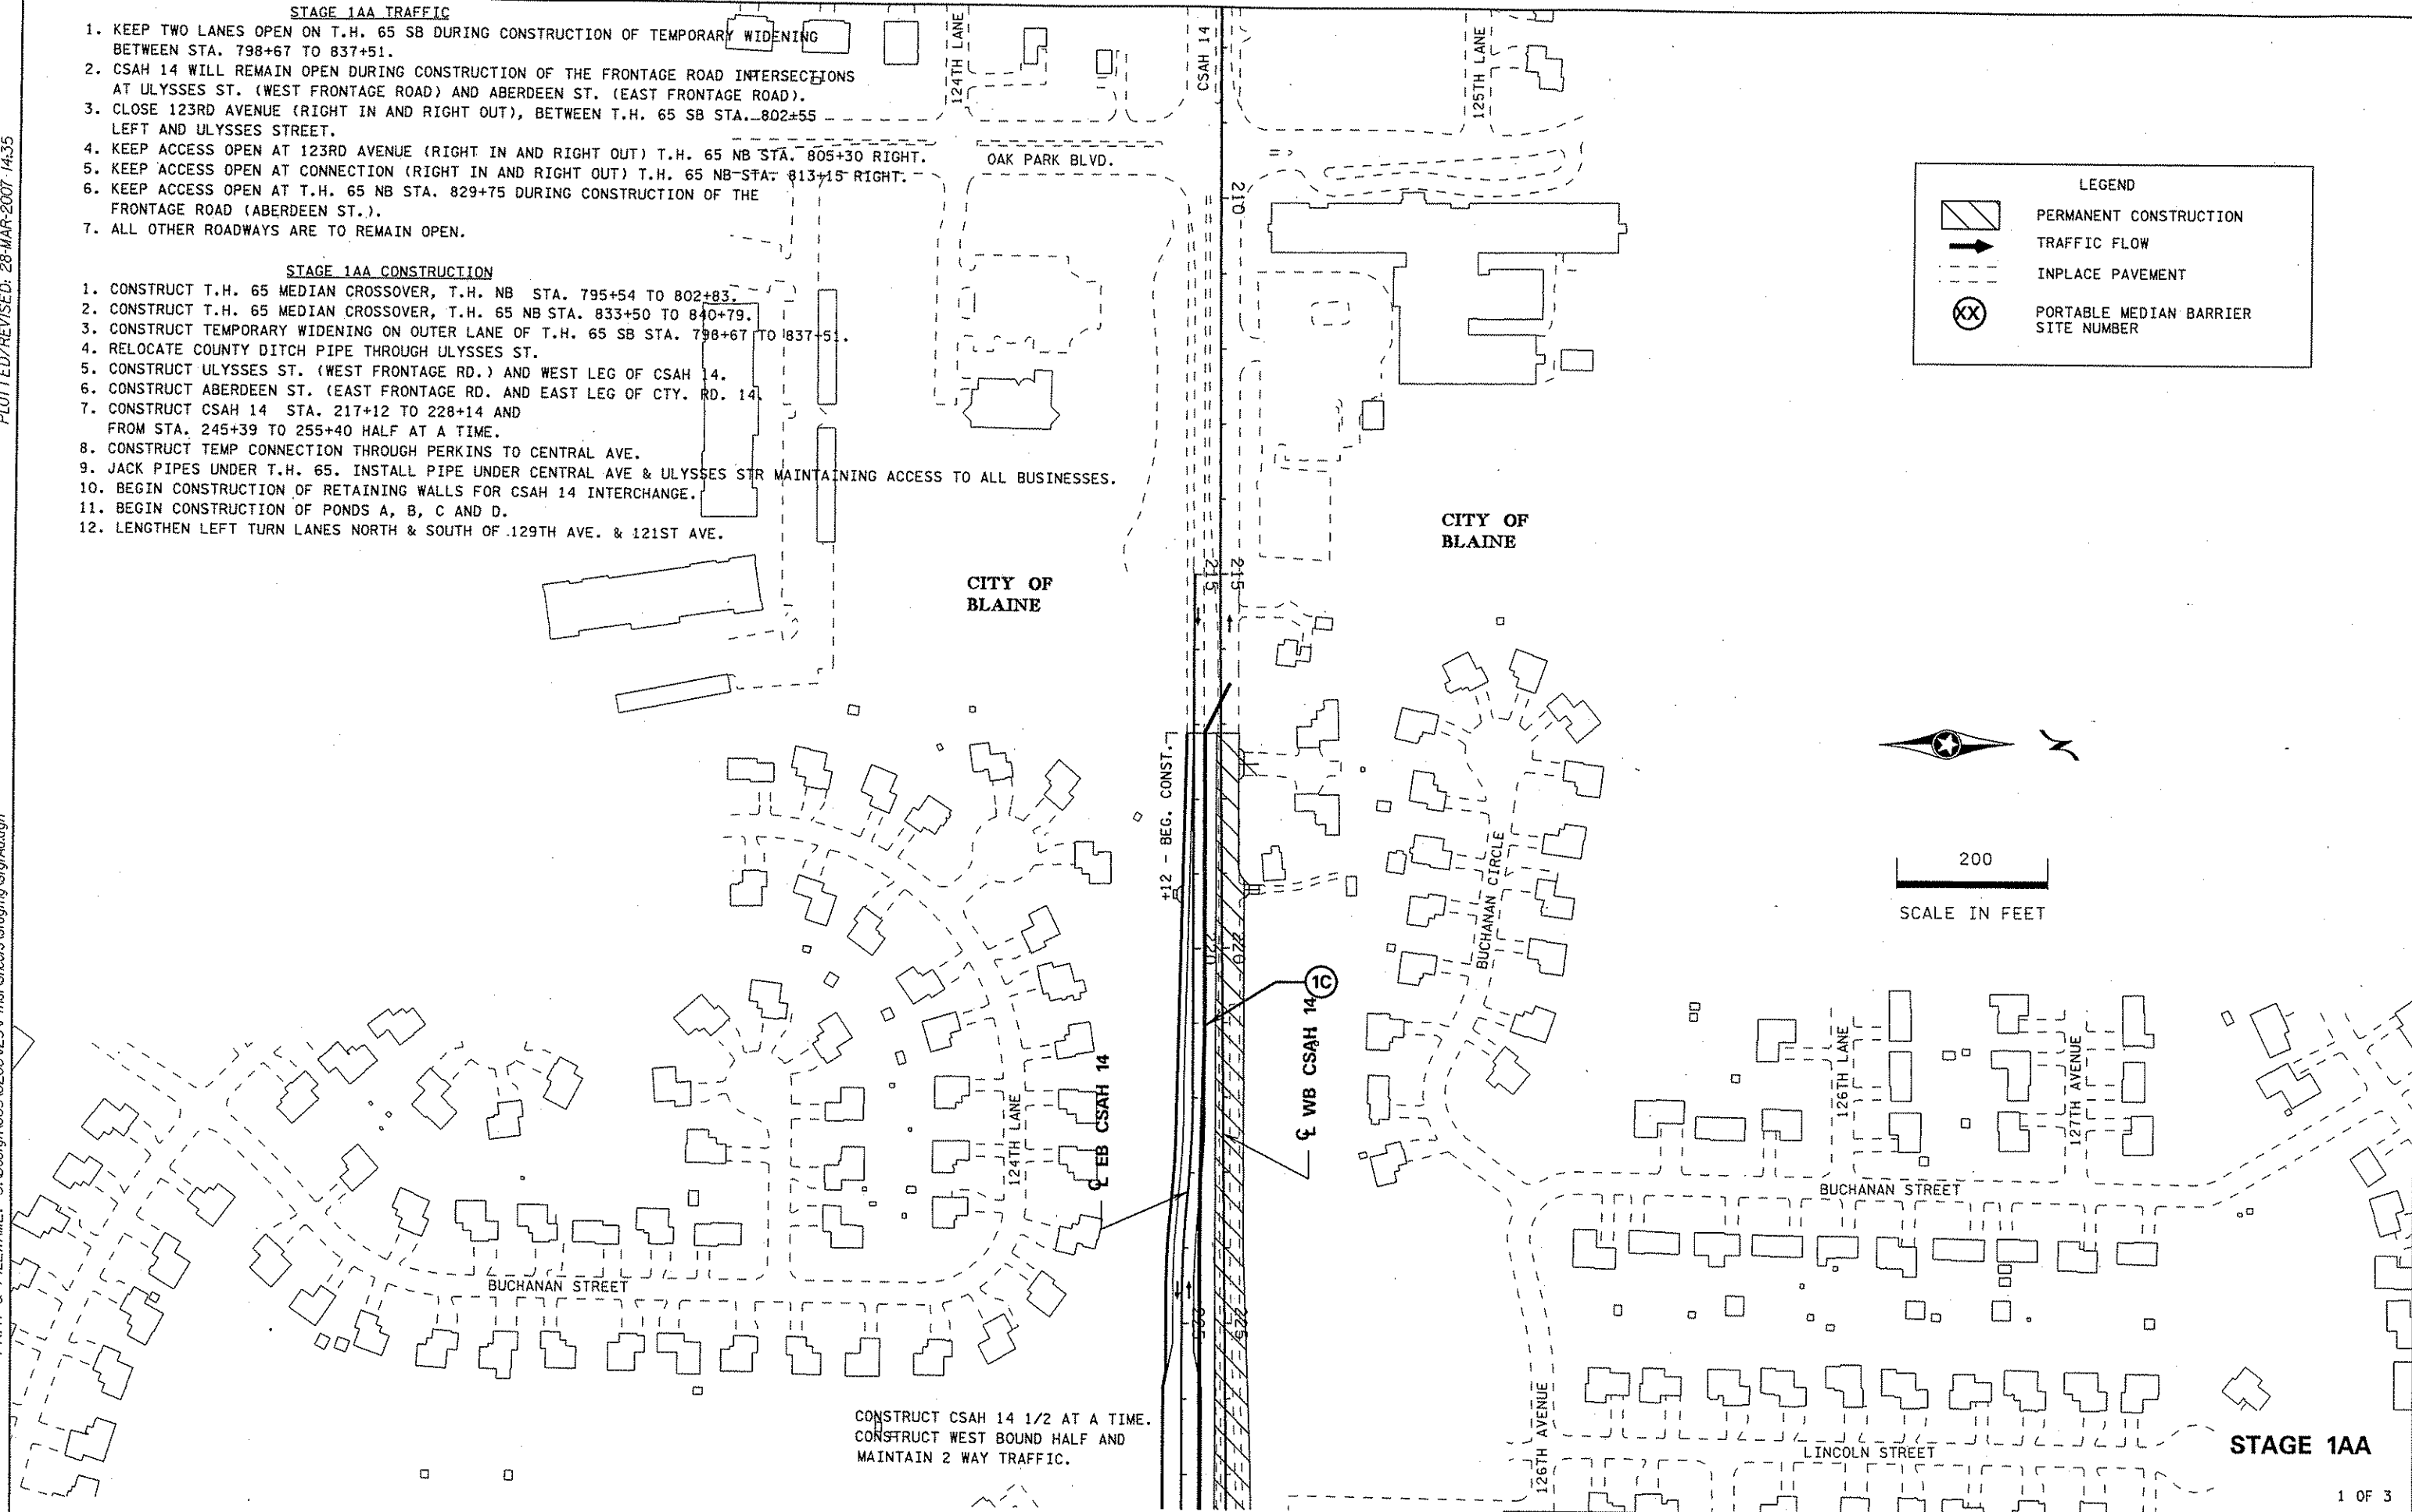 STAGE 1AA TRAFFIC
1. KEEP TWO LANES OPEN ON T.H. 65 SB DURING CONSTRUCTION OF TEMPORARY WIDENING
BETWEEN STA. 798+67 TO 837+51.
2. CSAH 14 WILL REMAIN OPEN DURING CONSTRUCTION OF THE FRONTAGE ROAD INTERSECTIONS
AT ULYSSES ST. (WEST FRONTAGE ROAD) AND ABERDEEN ST. (EAST FRONTAGE ROAD).
3. CLOSE 123RD AVENUE (RIGHT IN AND RIGHT OUT), BETWEEN T.H. 65 SB STA. 802±55
LEFT AND ULYSSES STREET.
4. KEEP ACCESS OPEN AT 123RD AVENUE (RIGHT IN AND RIGHT OUT) T.H. 65 NB STA. 805+30 RIGHT.
5. KEEP ACCESS OPEN AT CONNECTION (RIGHT IN AND RIGHT OUT) T.H. 65 NB STA. 813+15 RIGHT.
6. KEEP ACCESS OPEN AT T.H. 65 NB STA. 829+75 DURING CONSTRUCTION OF THE
FRONTAGE ROAD (ABERDEEN ST.).
7. ALL OTHER ROADWAYS ARE TO REMAIN OPEN.
STAGE 1AA CONSTRUCTION
1. CONSTRUCT T.H. 65 MEDIAN CROSSOVER, T.H. NB STA. 795+54 TO 802+83.
2. CONSTRUCT T.H. 65 MEDIAN CROSSOVER, T.H. 65 NB STA. 833+50 TO 840+79.
3. CONSTRUCT TEMPORARY WIDENING ON OUTER LANE OF T.H. 65 SB STA. 798+67 TO 837+51.
4. RELOCATE COUNTY DITCH PIPE THROUGH ULYSSES ST.
5. CONSTRUCT ULYSSES ST. (WEST FRONTAGE RD.) AND WEST LEG OF CSAH 14.
6. CONSTRUCT ABERDEEN ST. (EAST FRONTAGE RD. AND EAST LEG OF CTY. RD. 14.
7. CONSTRUCT CSAH 14 STA. 217+12 TO 228+14 AND
FROM STA. 245+39 TO 255+40 HALF AT A TIME.
8. CONSTRUCT TEMP CONNECTION THROUGH PERKINS TO CENTRAL AVE.
9. JACK PIPES UNDER T.H. 65. INSTALL PIPE UNDER CENTRAL AVE & ULYSSES STR MAINTAINING ACCESS TO ALL BUSINESSES.
10. BEGIN CONSTRUCTION OF RETAINING WALLS FOR CSAH 14 INTERCHANGE.
11. BEGIN CONSTRUCTION OF PONDS A, B, C AND D.
12. LENGTHEN LEFT TURN LANES NORTH & SOUTH OF 129TH AVE. & 121ST AVE.
124TH LANE
CSAH 14
125TH LANE
OAK PARK BLVD.
210
LEGEND
PERMANENT CONSTRUCTION
TRAFFIC FLOW
INPLACE PAVEMENT
XX
PORTABLE MEDIAN BARRIER
SITE NUMBER
CITY OF
BLAINE
CITY OF
BLAINE
215
215
+12 - BEG. CONST.
BUCHANAN CIRCLE
200
SCALE IN FEET
220
220
1C
℄ WB CSAH 14
℄ EB CSAH 14
124TH LANE
126TH LANE
127TH AVENUE
BUCHANAN STREET
BUCHANAN STREET
225
225
CONSTRUCT CSAH 14 1/2 AT A TIME.
CONSTRUCT WEST BOUND HALF AND
MAINTAIN 2 WAY TRAFFIC.
126TH AVENUE
LINCOLN STREET
STAGE 1AA
1 OF 3
PLOTTED/REVISED: 28-MAR-2007 14:35